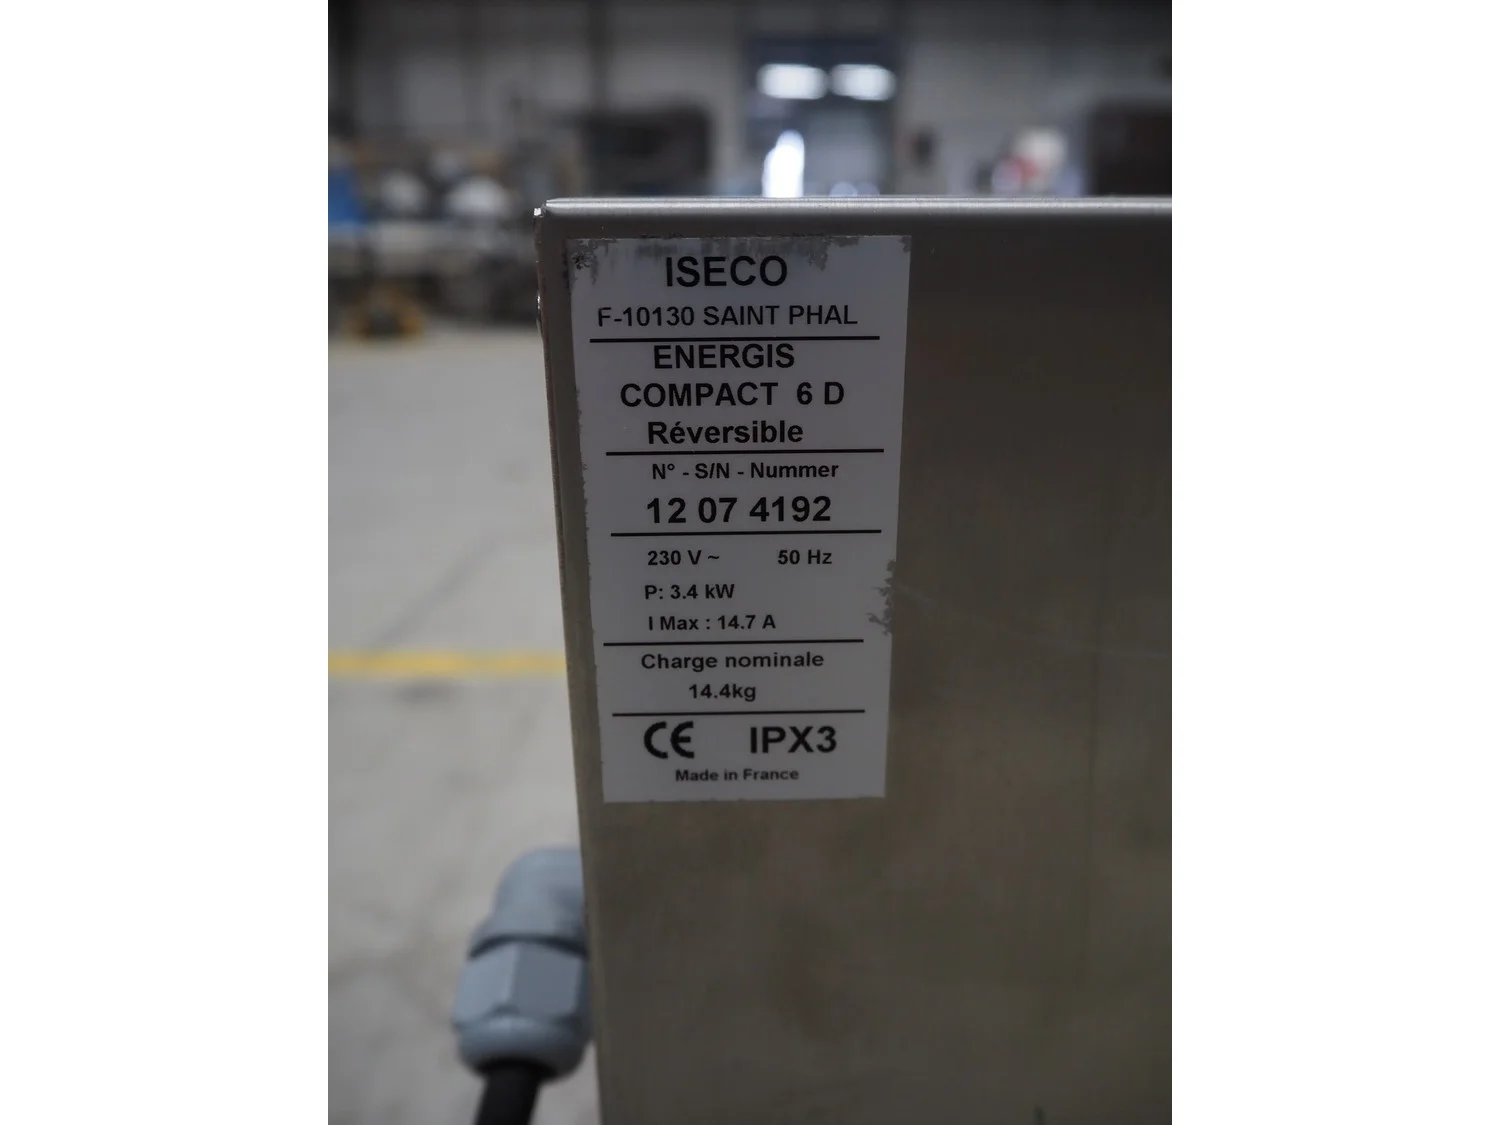 ISECO
F-10130 SAINT PHAL
ENERGIS
COMPACT 6 D
Réversible
N° - S/N - Nummer
12 07 4192
230 V ~ 50 Hz
P: 3.4 kW
I Max : 14.7 A
Charge nominale
14.4kg
CE IPX3
Made in France